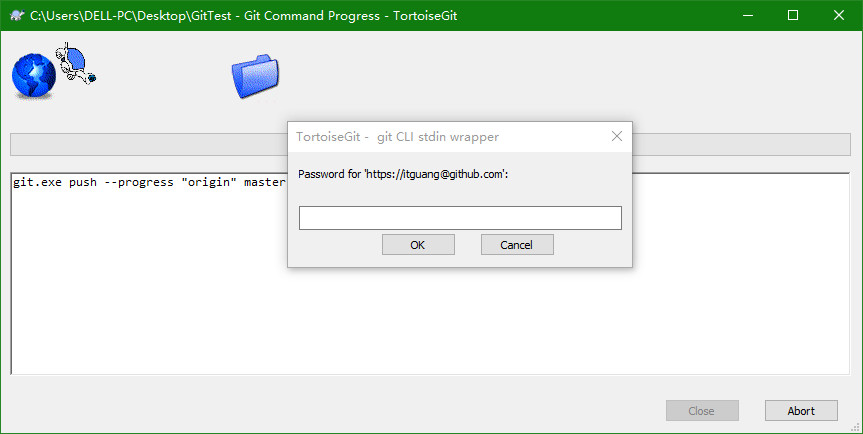 C:\Users\DELL-PC\Desktop\GitTest - Git Command Progress - TortoiseGit
TortoiseGit - git CLI stdin wrapper
Password for 'https://itguang@github.com':
git.exe push --progress "origin" master
OK
Cancel
Close
Abort